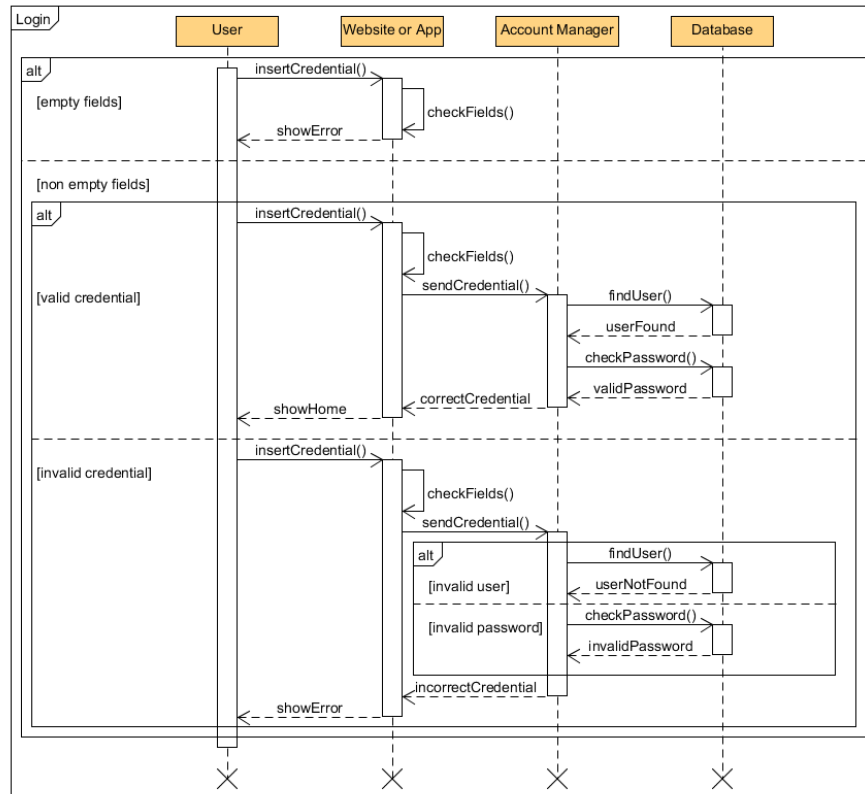 Login
User
Website or App
Account Manager
Database
alt
insertCredential()
[empty fields]
checkFields()
showError
[non empty fields]
alt
insertCredential()
checkFields()
sendCredential()
[valid credential]
findUser()
userFound
checkPassword()
validPassword
correctCredential
showHome
insertCredential()
[invalid credential]
checkFields()
sendCredential()
alt
findUser()
[invalid user]
userNotFound
checkPassword()
[invalid password]
invalidPassword
incorrectCredential
showError